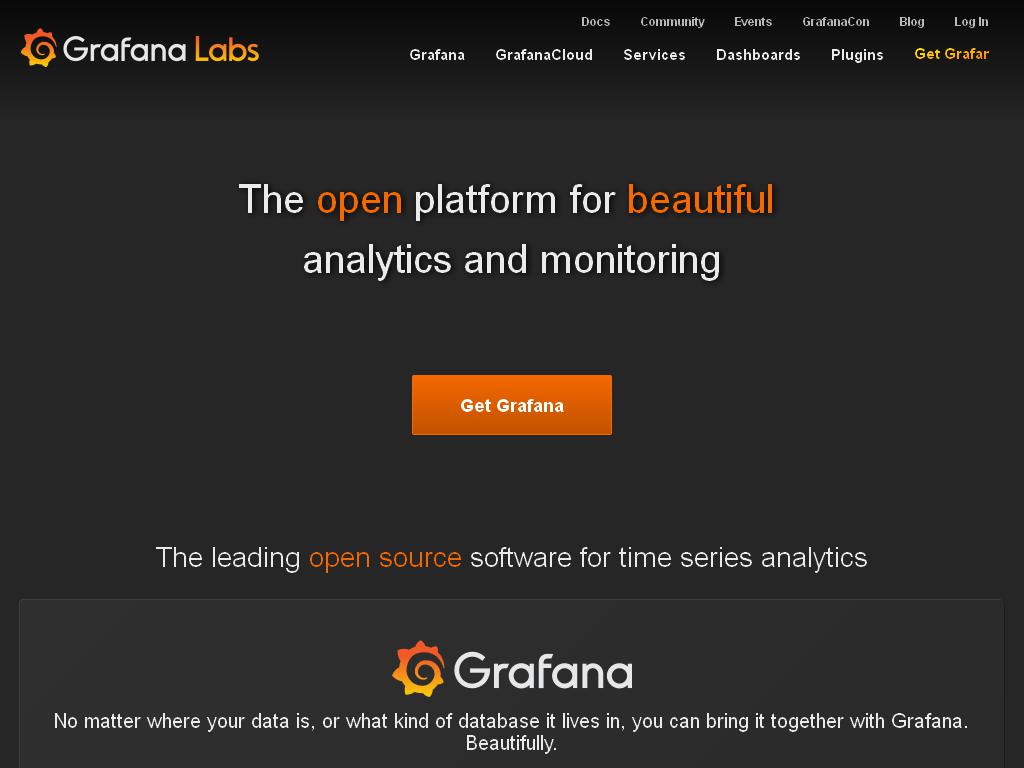 Docs Community Events GrafanaCon Blog Log In
Grafana Labs
Grafana GrafanaCloud Services Dashboards Plugins Get Grafar
The open platform for beautiful
analytics and monitoring
Get Grafana
The leading open source software for time series analytics
Grafana
No matter where your data is, or what kind of database it lives in, you can bring it together with Grafana.
Beautifully.